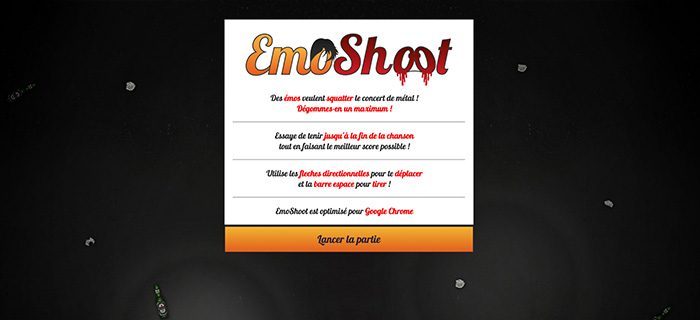 EmoShoot
Des émos veulent squatter le concert de métal !
Dégommes-en un maximum !
Essaye de tenir jusqu'à la fin de la chanson
tout en faisant le meilleur score possible !
Utilise les fleches directionnelles pour te déplacer
et la barre espace pour tirer !
EmoShoot est optimisé pour Google Chrome
Lancer la partie